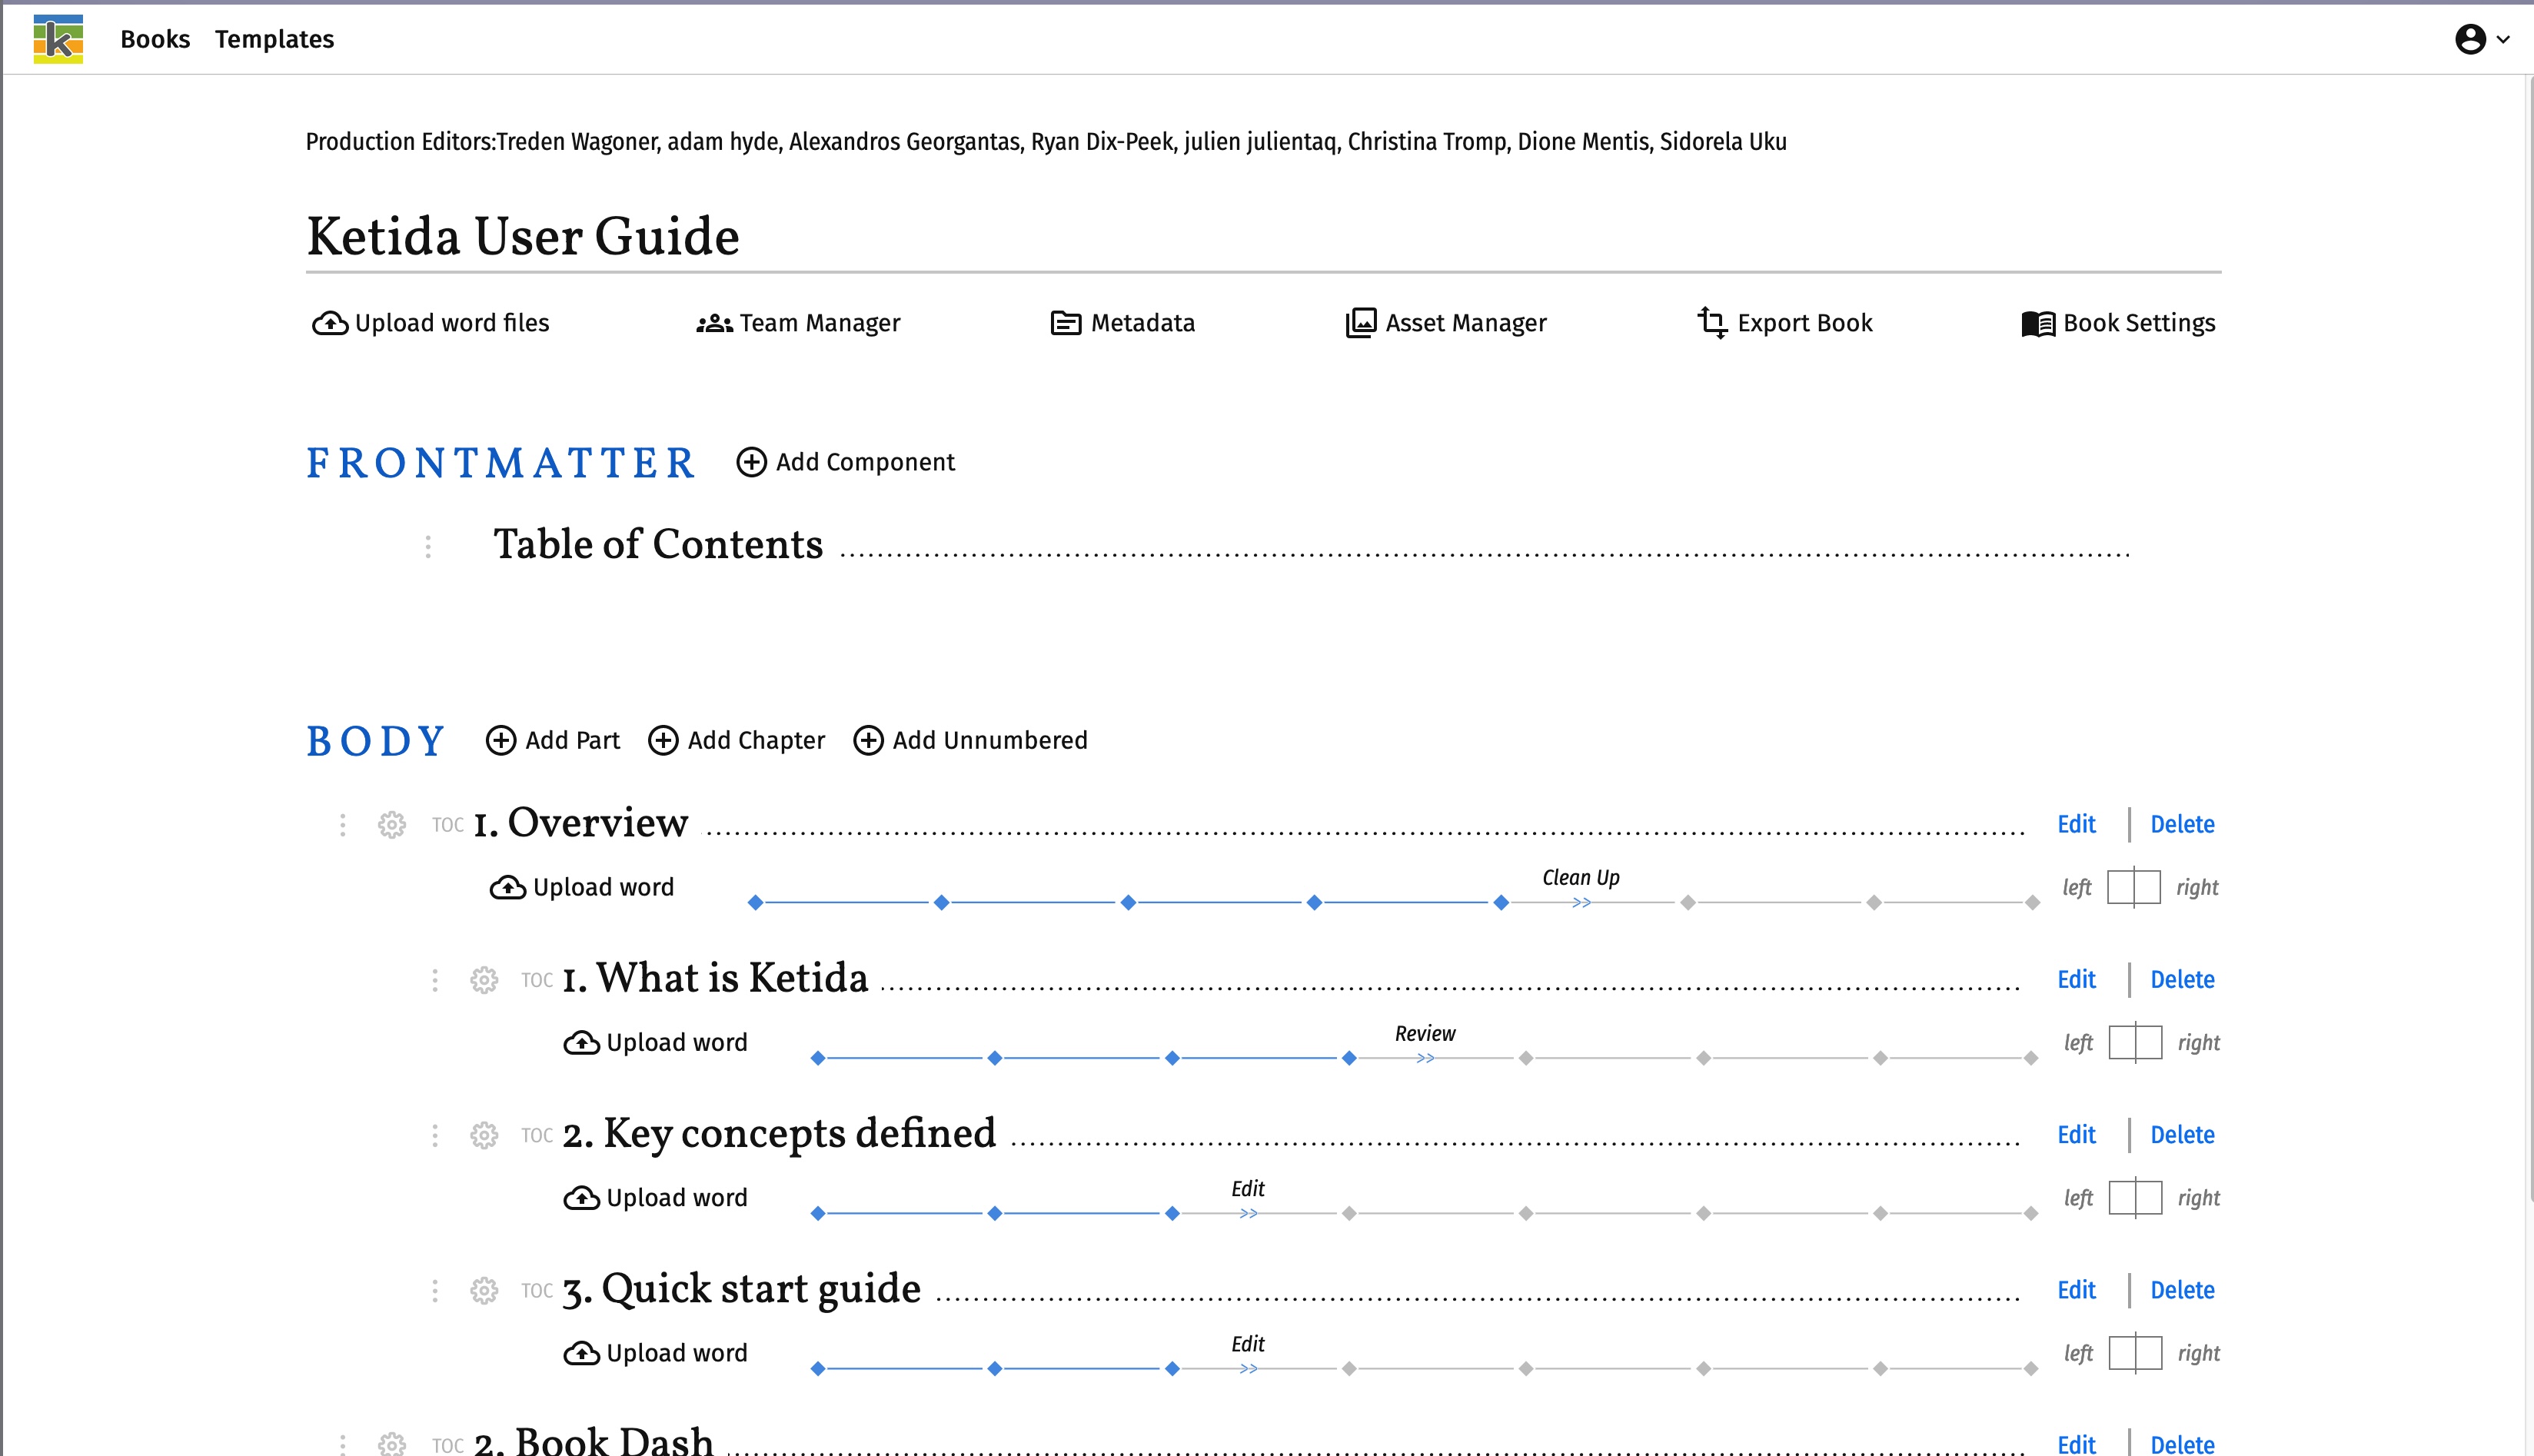 k Books Templates
Production Editors:Treden Wagoner, adam hyde, Alexandros Georgantas, Ryan Dix-Peek, julien julientaq, Christina Tromp, Dione Mentis, Sidorela Uku
Ketida User Guide
Upload word files Team Manager Metadata Asset Manager Export Book Book Settings
FRONTMATTER Add Component
Table of Contents
BODY Add Part Add Chapter Add Unnumbered
TOC 1. Overview Edit Delete
Upload word Clean Up >> left right
TOC 1. What is Ketida Edit Delete
Upload word Review >> left right
TOC 2. Key concepts defined Edit Delete
Upload word Edit >> left right
TOC 3. Quick start guide Edit Delete
Upload word Edit >> left right
TOC 2. Book Dash Edit Delete